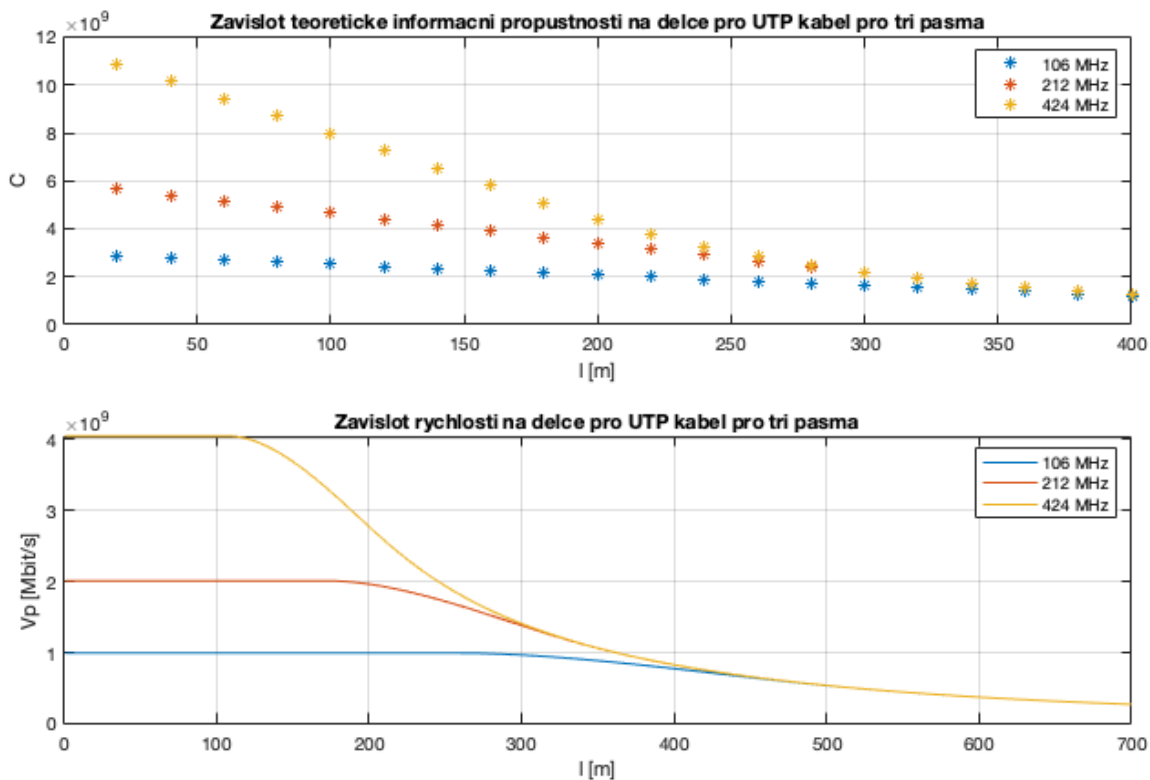 Zavislot teoreticke informacni propustnosti na delce pro UTP kabel pro tri pasma
×10^9
12
10
8
6
4
2
0
C
106 MHz
212 MHz
424 MHz
0 50 100 150 200 250 300 350 400
l [m]
Zavislot rychlosti na delce pro UTP kabel pro tri pasma
×10^9
4
3
2
1
0
Vp [Mbit/s]
106 MHz
212 MHz
424 MHz
0 100 200 300 400 500 600 700
l [m]